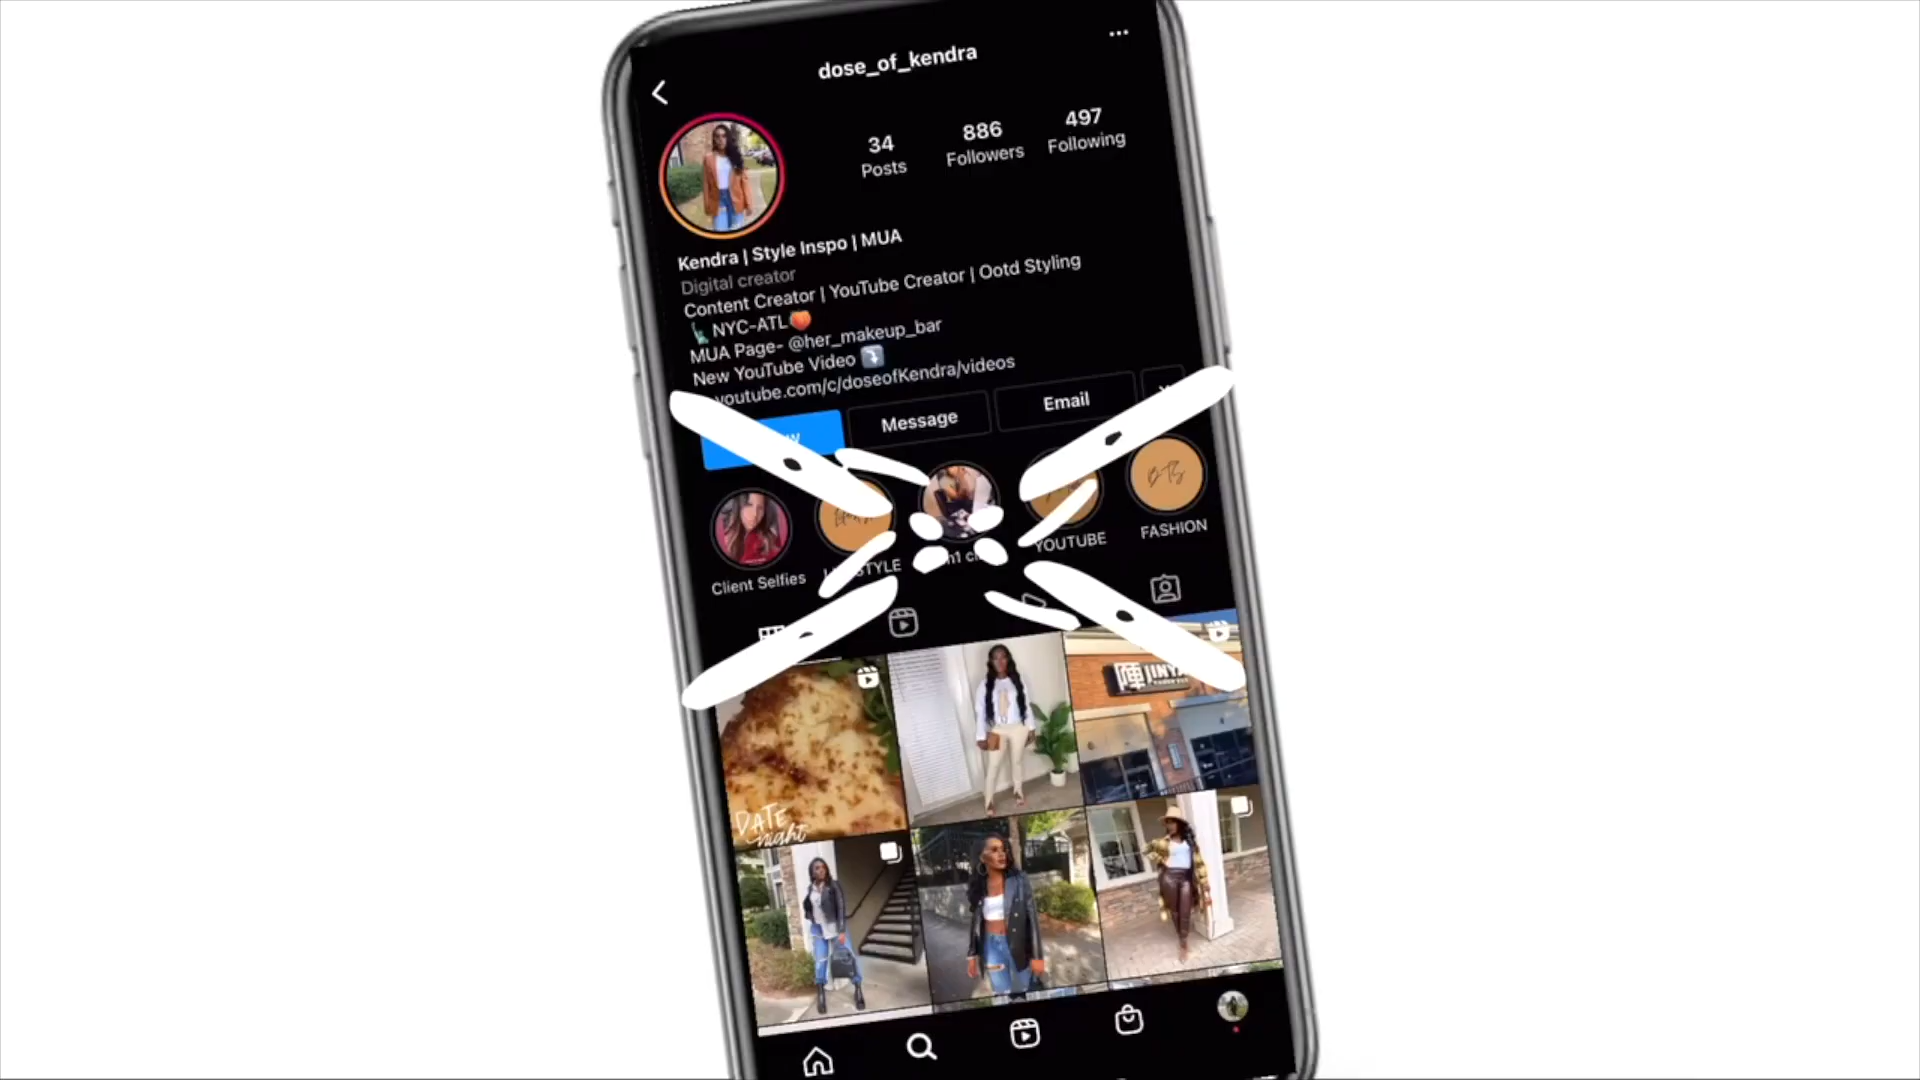 dose_of_kendra
34
Posts
886
Followers
497
Following
Kendra | Style Inspo | MUA
Digital creator
Content Creator | YouTube Creator | Ootd Styling
🗽NYC-ATL🍑
MUA Page- @her_makeup_bar
New YouTube Video ⤵️
youtube.com/c/doseofKendra/videos
Message
Email
BTS
Client Selfies
YOUTUBE
FASHION
DATE
night